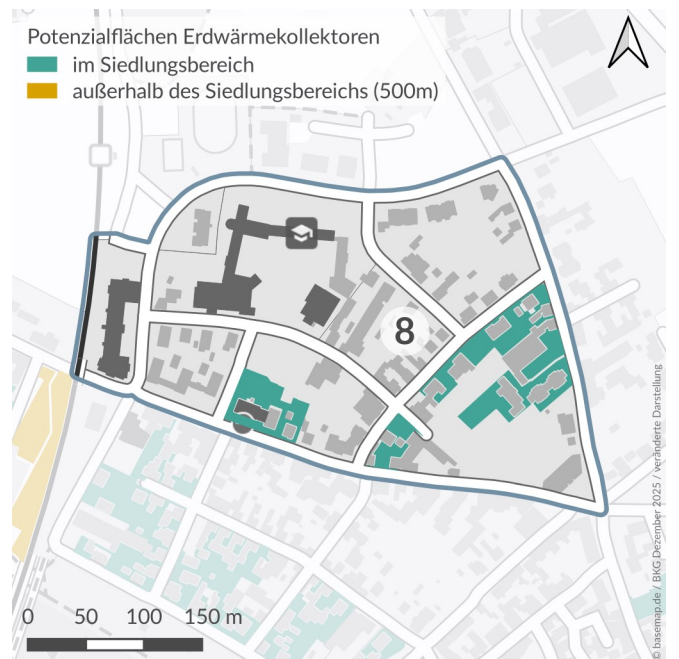 Potenzialflächen Erdwärmekollektoren
im Siedlungsbereich
außerhalb des Siedlungsbereichs (500m)
8
0 50 100 150 m
© basemap.de / BKG Dezember 2025 / veränderte Darstellung